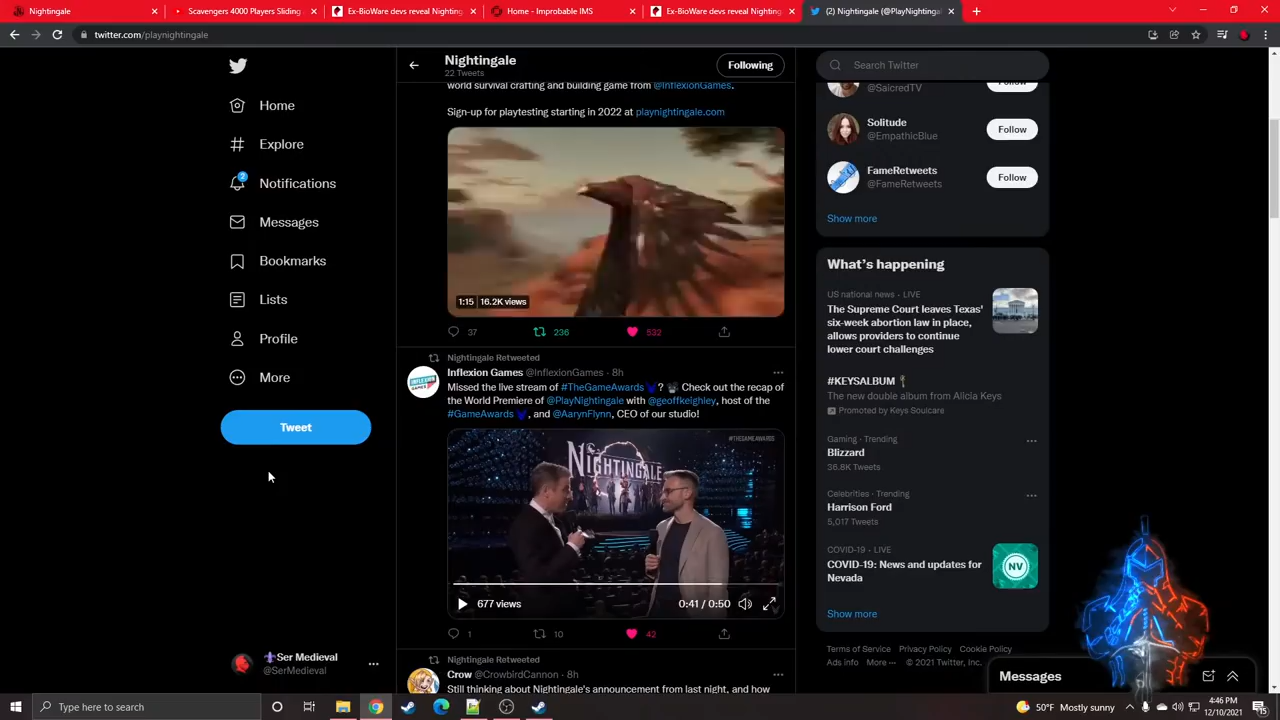 Nightingale
Scavengers 4000 Players Sliding
Ex-BioWare devs reveal Nighting
Home - Improbable IMS
Ex-BioWare devs reveal Nighting
(2) Nightingale (@PlayNightingal
twitter.com/playnightingale
Home
Explore
2
Notifications
Messages
Bookmarks
Lists
Profile
More
Tweet
Ser Medieval
@SerMedieval
Nightingale
22 Tweets
Following
world survival crafting and building game from @InflexionGames.
Sign-up for playtesting starting in 2022 at playnightingale.com
1:15 16.2K views
37 236 532
Nightingale Retweeted
Inflexion Games @InflexionGames · 8h
Missed the live stream of #TheGameAwards ? Check out the recap of
the World Premiere of @PlayNightingale with @geoffkeighley, host of the
#GameAwards , and @AarynFlynn, CEO of our studio!
#THEGAMEAWARDS
NIGHTINGALE
677 views
0:41 / 0:50
1 10 42
Nightingale Retweeted
Crow @CrowbirdCannon · 8h
Still thinking about Nightingale's announcement from last night, and how
Search Twitter
@SaicredTV
Follow
Solitude
@EmpathicBlue
Follow
FameRetweets
@FameRetweets
Follow
Show more
What's happening
US national news · LIVE
The Supreme Court leaves Texas'
six-week abortion law in place,
allows providers to continue
lower court challenges
#KEYSALBUM
The new double album from Alicia Keys
Promoted by Keys Soulcare
Gaming · Trending
Blizzard
36.8K Tweets
Celebrities · Trending
Harrison Ford
5,017 Tweets
COVID-19 · LIVE
COVID-19: News and updates for
Nevada
NV
Show more
Terms of Service Privacy Policy Cookie Policy
Ads info More ··· © 2021 Twitter, Inc.
Messages
Type here to search
50°F Mostly sunny
4:46 PM
12/10/2021
15